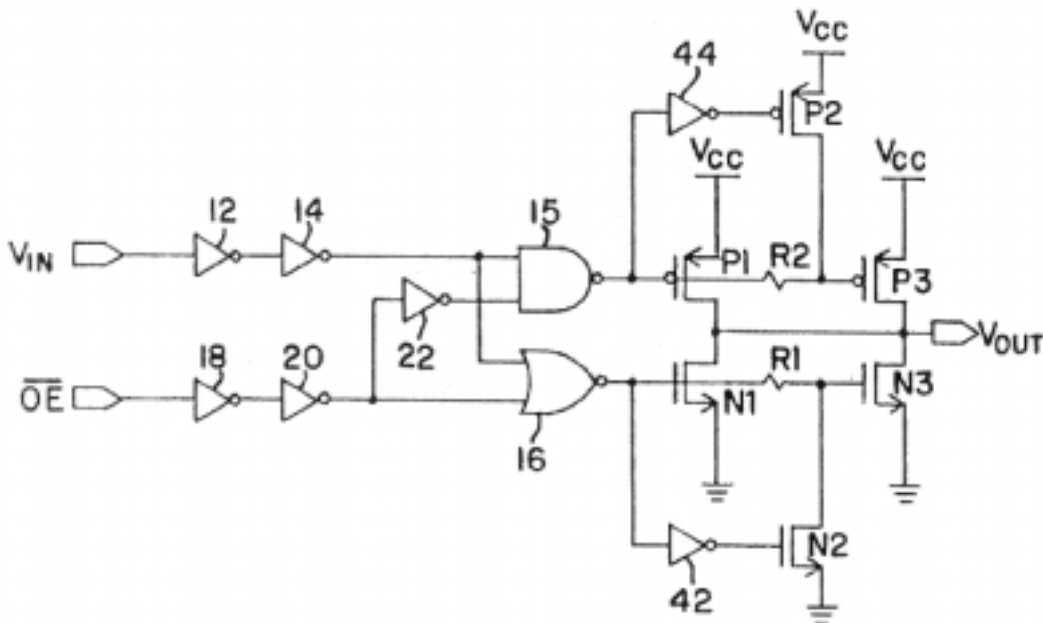 VCC
44
P2
VCC
VCC
12
14
15
VIN
P1
R2
P3
22
VOUT
18
20
R1
OE
N1
N3
16
N2
42